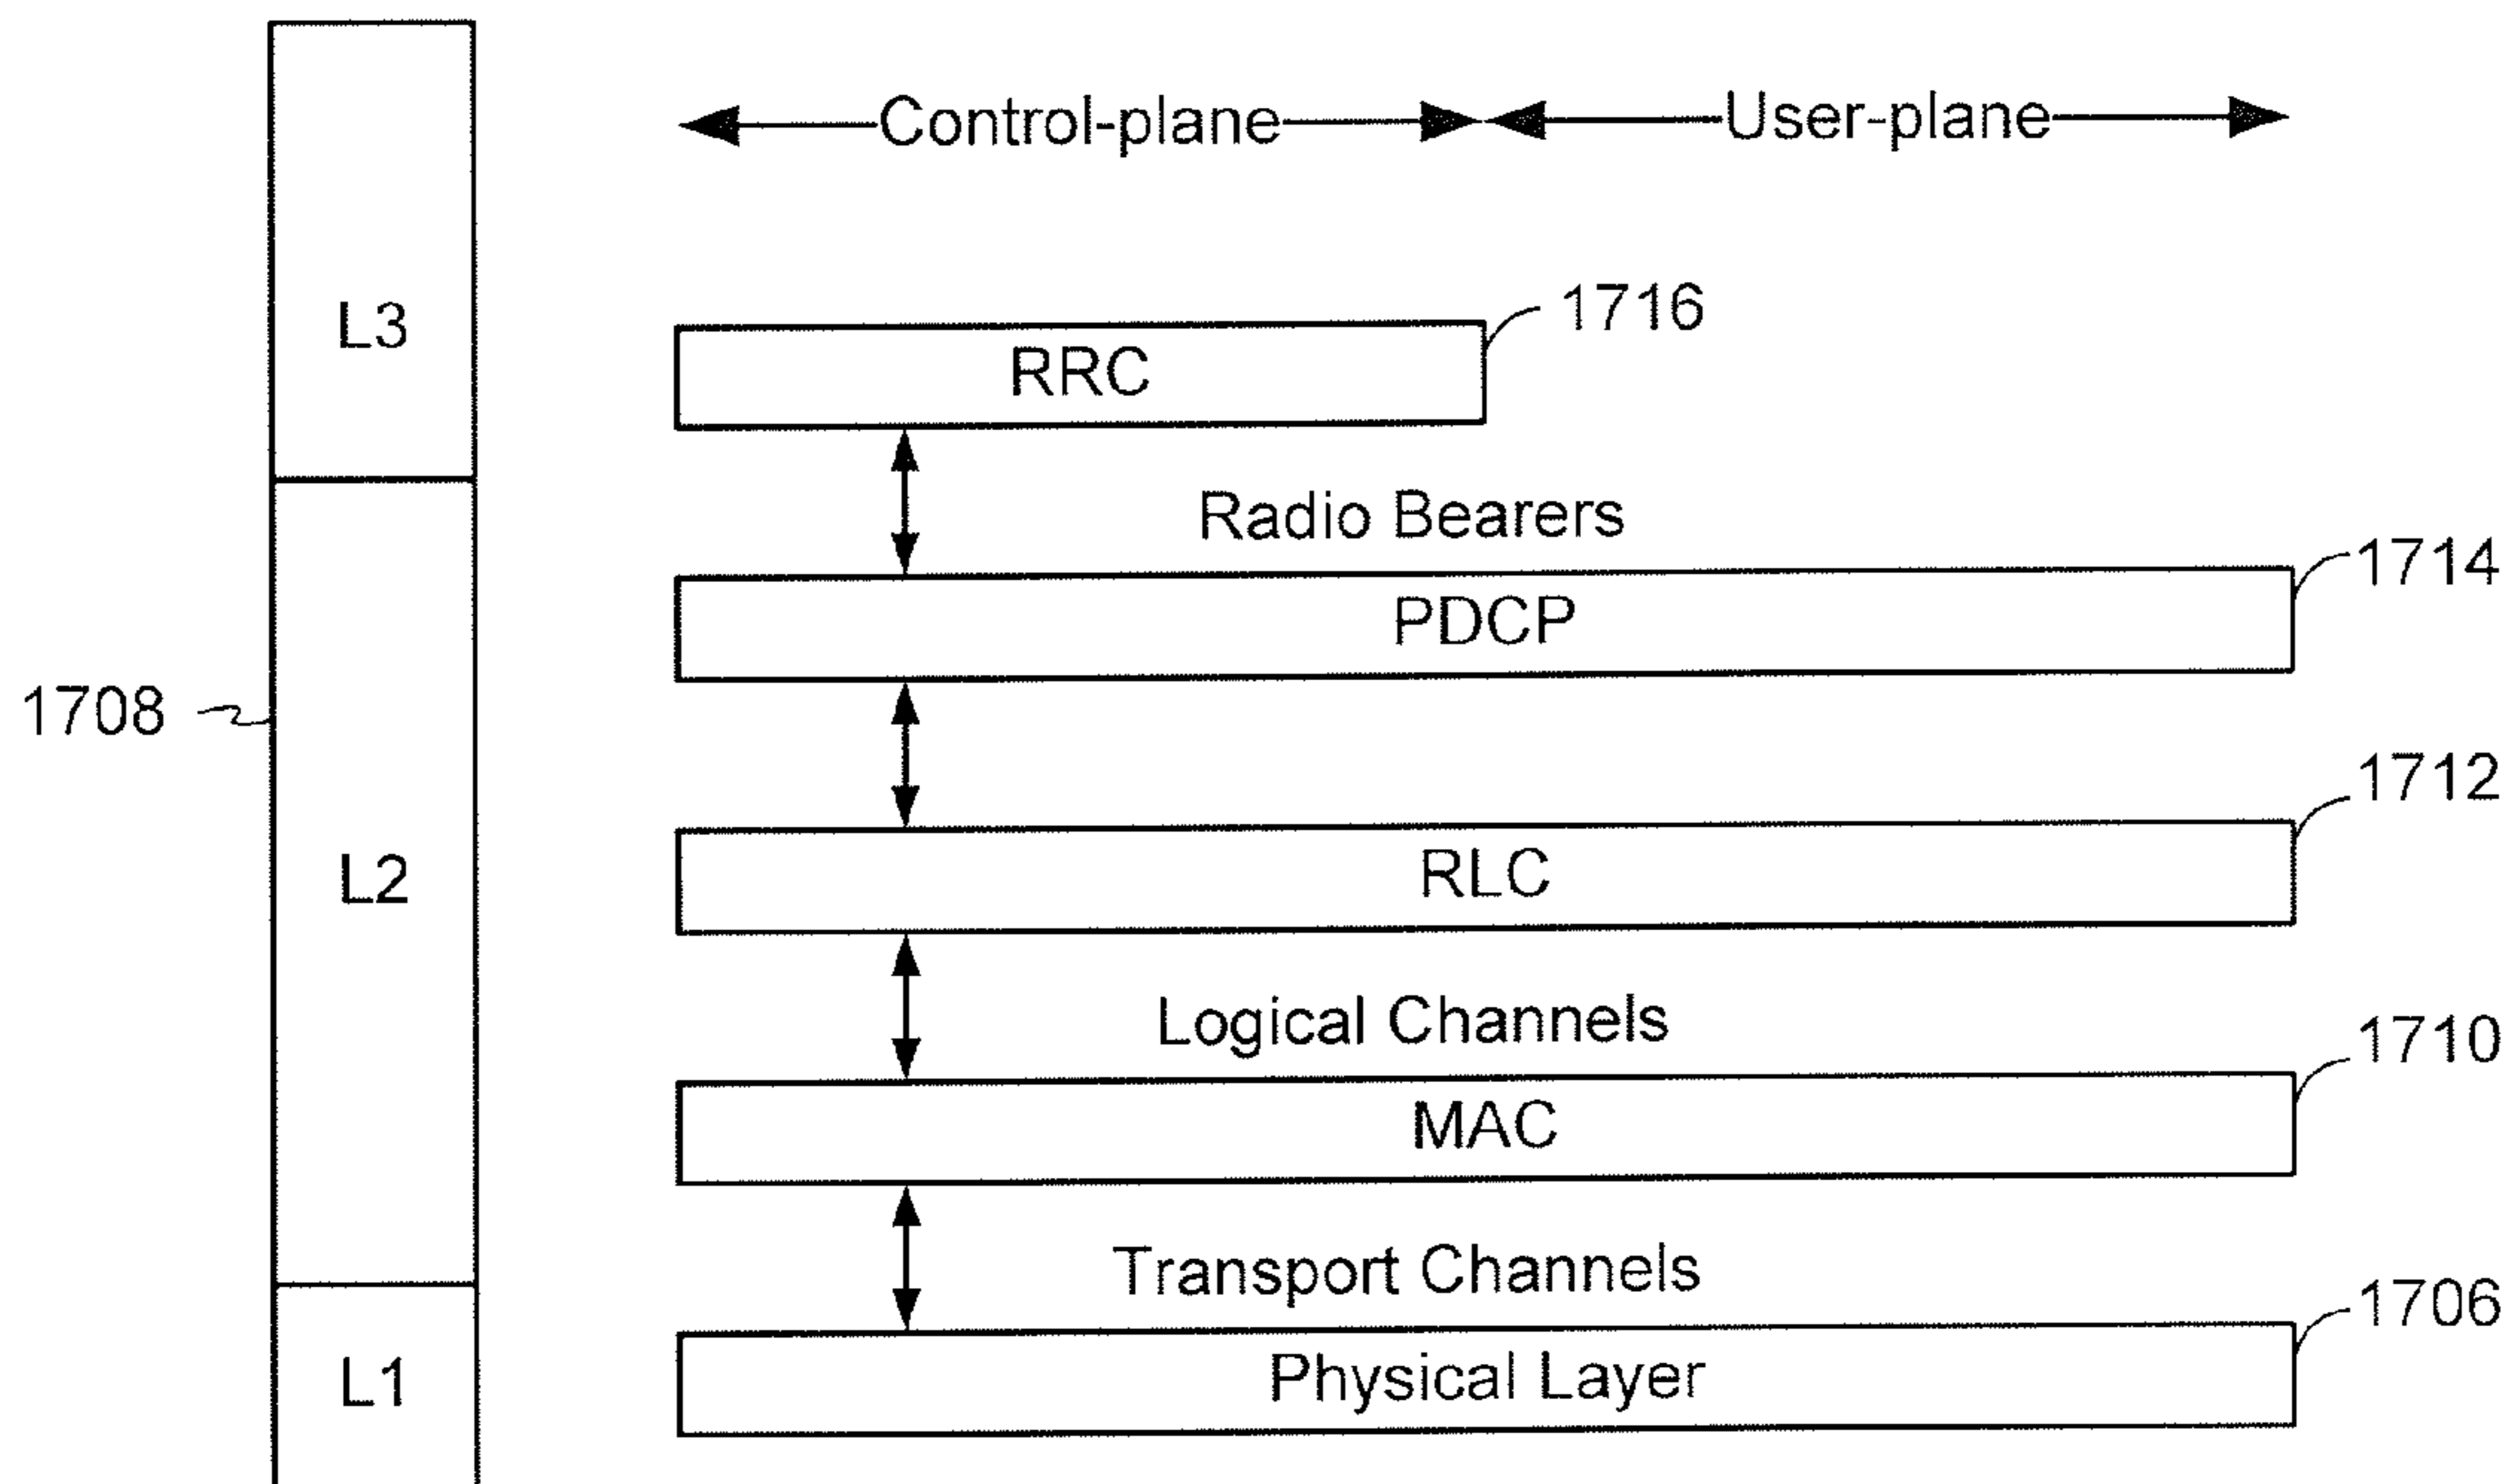 Control-plane User-plane
L3
RRC
1716
Radio Bearers
PDCP
1714
1708
L2
RLC
1712
Logical Channels
MAC
1710
Transport Channels
L1
Physical Layer
1706